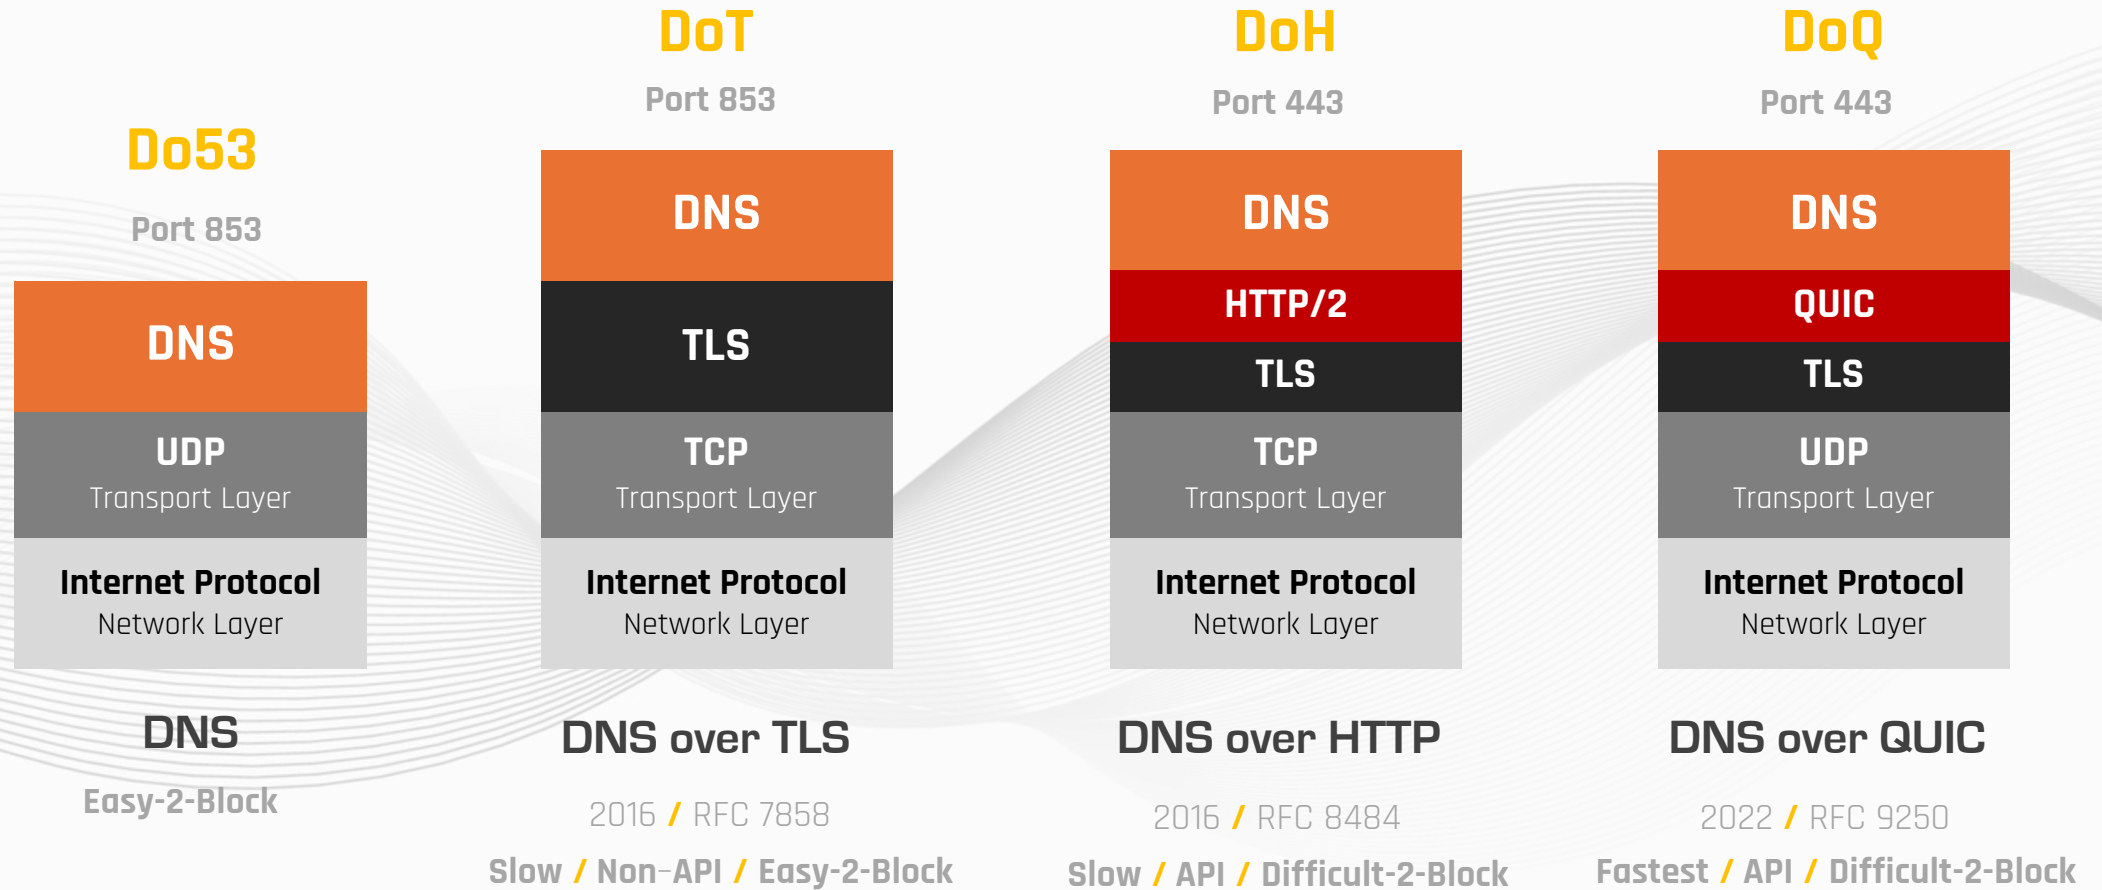 Do53
Port 853
DNS
UDP
Transport Layer
Internet Protocol
Network Layer
DNS
Easy-2-Block
DoT
Port 853
DNS
TLS
TCP
Transport Layer
Internet Protocol
Network Layer
DNS over TLS
2016 / RFC 7858
Slow / Non-API / Easy-2-Block
DoH
Port 443
DNS
HTTP/2
TLS
TCP
Transport Layer
Internet Protocol
Network Layer
DNS over HTTP
2016 / RFC 8484
Slow / API / Difficult-2-Block
DoQ
Port 443
DNS
QUIC
TLS
UDP
Transport Layer
Internet Protocol
Network Layer
DNS over QUIC
2022 / RFC 9250
Fastest / API / Difficult-2-Block